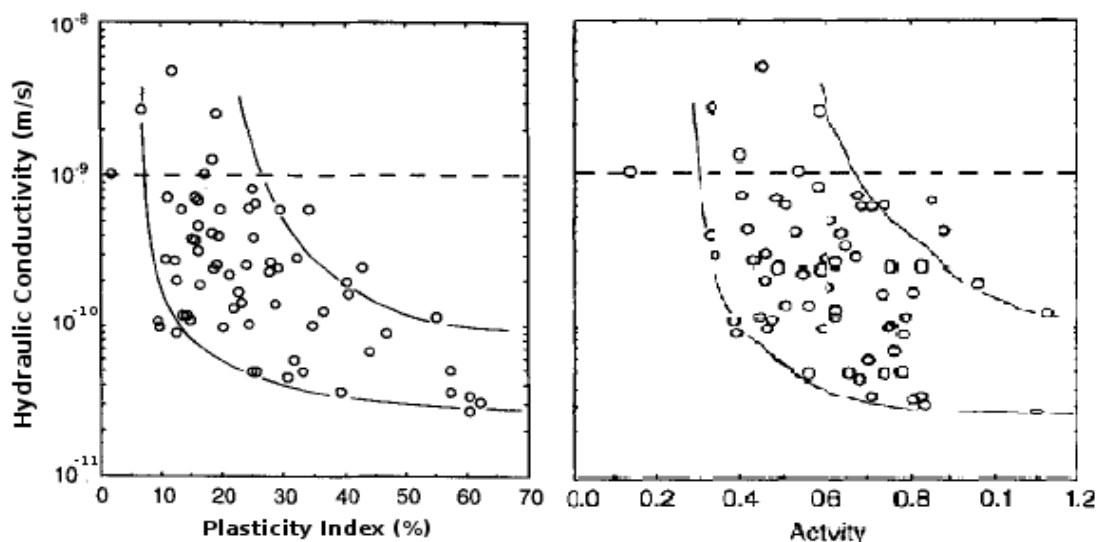 10-8
10-9
10-10
10-11
Hydraulic Conductivity (m/s)
0 10 20 30 40 50 60 70
Plasticity Index (%)
0.0 0.2 0.4 0.6 0.8 0.1 1.2
Actvity